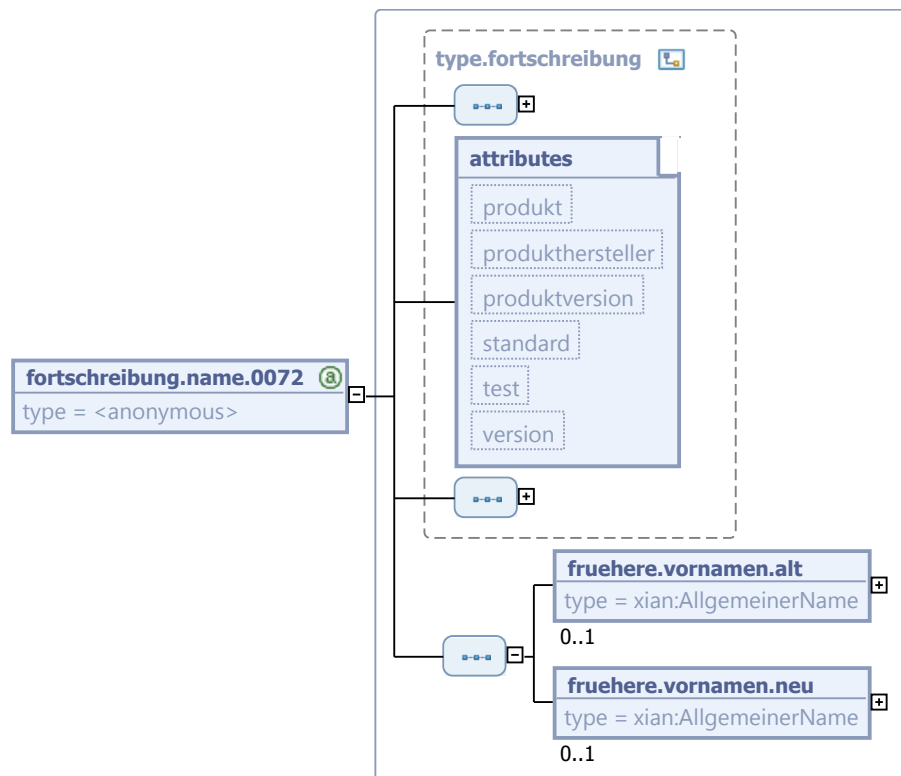 type.fortschreibung
attributes
produkt
produkthersteller
produktversion
standard
test
version
fortschreibung.name.0072 @
type = <anonymous>
fruehere.vornamen.alt
type = xian:AllgemeinerName
0..1
fruehere.vornamen.neu
type = xian:AllgemeinerName
0..1